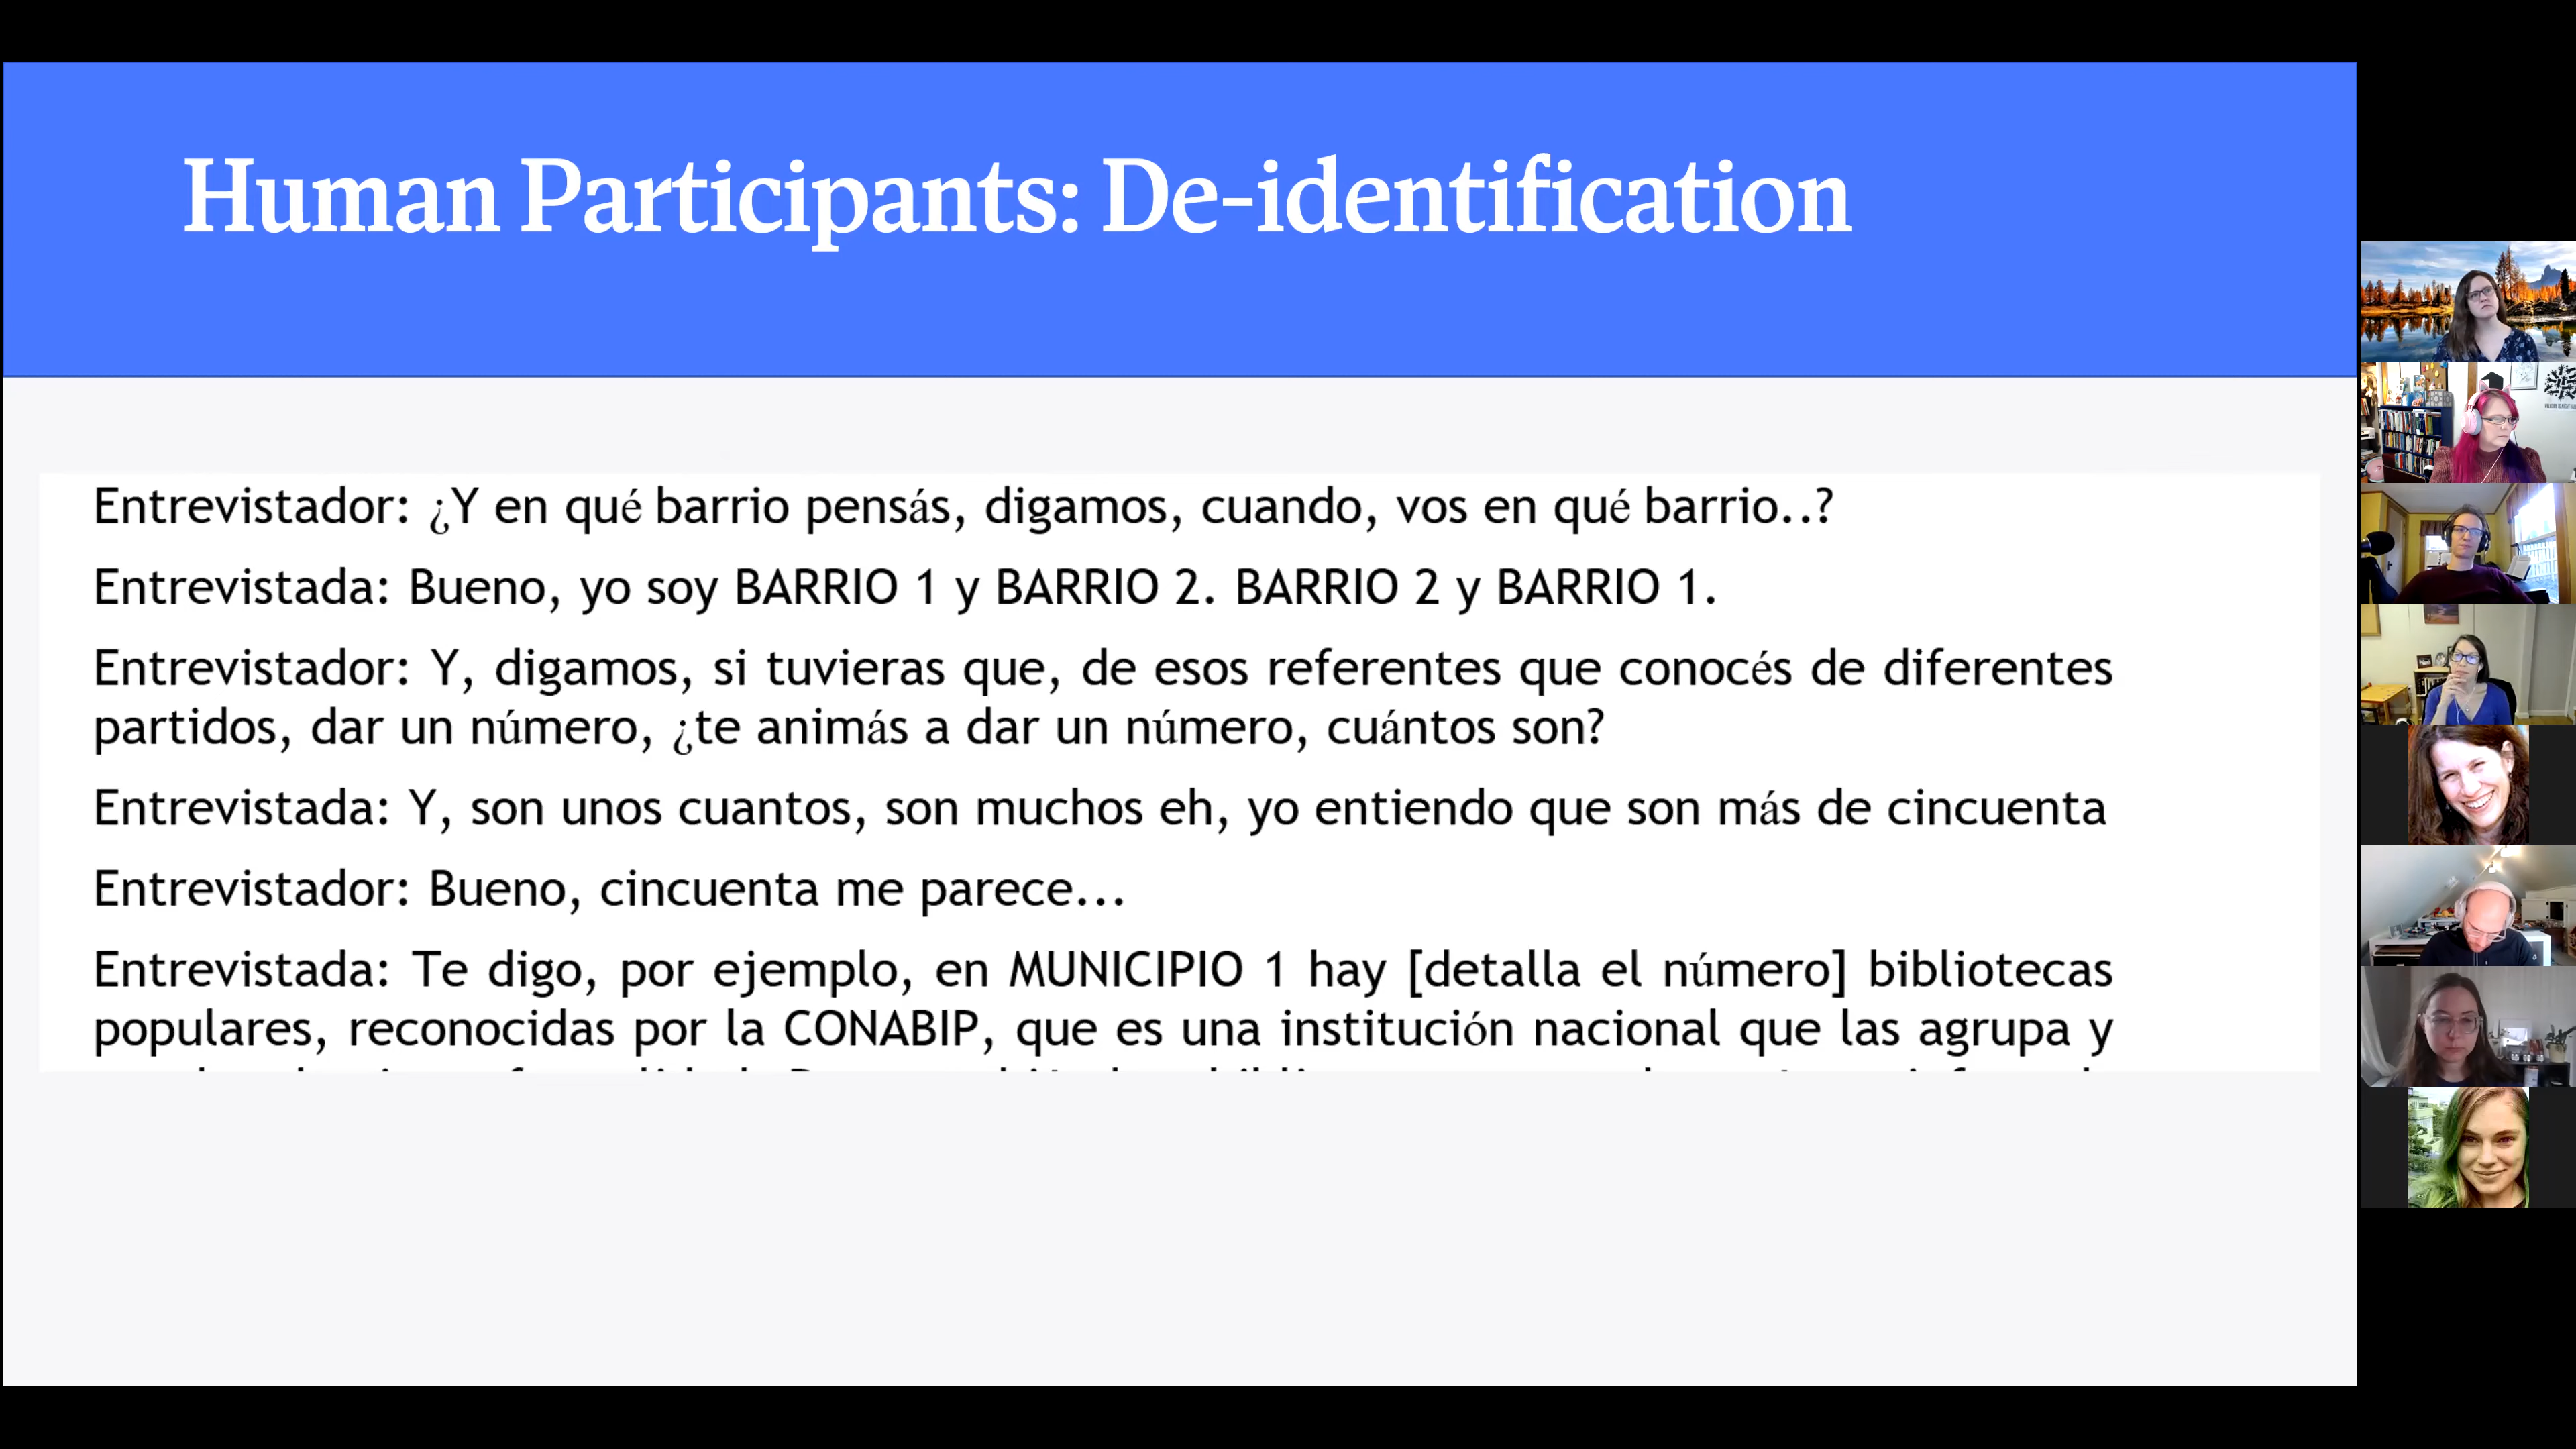 Human Participants: De-identification
Entrevistador: ¿Y en qué barrio pensás, digamos, cuando, vos en qué barrio..?
Entrevistada: Bueno, yo soy BARRIO 1 y BARRIO 2. BARRIO 2 y BARRIO 1.
Entrevistador: Y, digamos, si tuvieras que, de esos referentes que conocés de diferentes
partidos, dar un número, ¿te animás a dar un número, cuántos son?
Entrevistada: Y, son unos cuantos, son muchos eh, yo entiendo que son más de cincuenta
Entrevistador: Bueno, cincuenta me parece...
Entrevistada: Te digo, por ejemplo, en MUNICIPIO 1 hay [detalla el número] bibliotecas
populares, reconocidas por la CONABIP, que es una institución nacional que las agrupa y